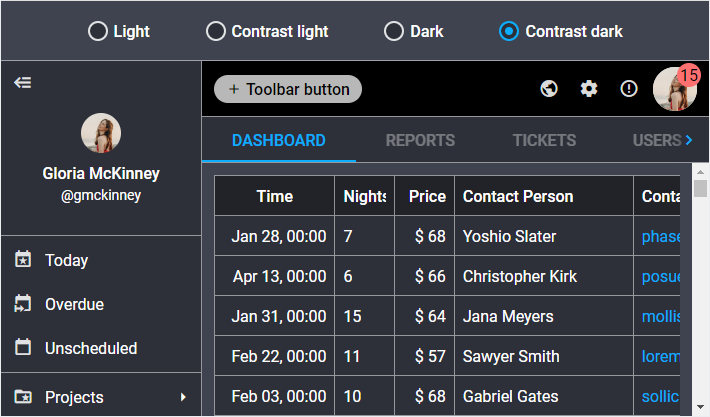 Light Contrast light Dark Contrast dark
+ Toolbar button 15
Gloria McKinney
@gmckinney
Today
Overdue
Unscheduled
Projects
DASHBOARD REPORTS TICKETS USERS
Time Nights Price Contact Person Conta
Jan 28, 00:00 7 $ 68 Yoshio Slater phase
Apr 13, 00:00 6 $ 66 Christopher Kirk posue
Jan 31, 00:00 15 $ 64 Jana Meyers mollis
Feb 22, 00:00 11 $ 57 Sawyer Smith lorem
Feb 03, 00:00 10 $ 68 Gabriel Gates sollic